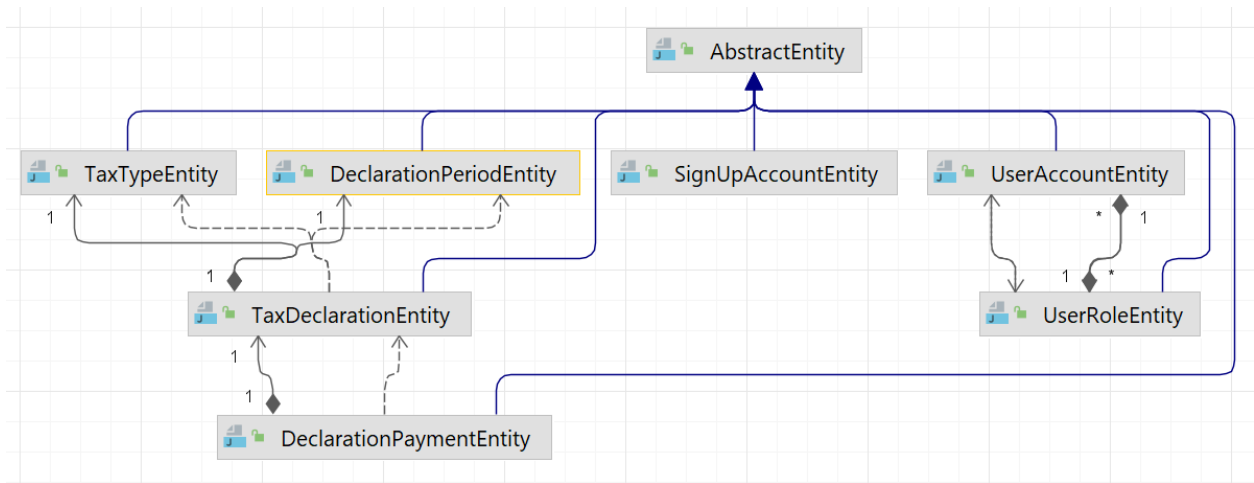 AbstractEntity
TaxTypeEntity
DeclarationPeriodEntity
SignUpAccountEntity
UserAccountEntity
1
1
*
1
1
1
*
TaxDeclarationEntity
UserRoleEntity
1
1
DeclarationPaymentEntity